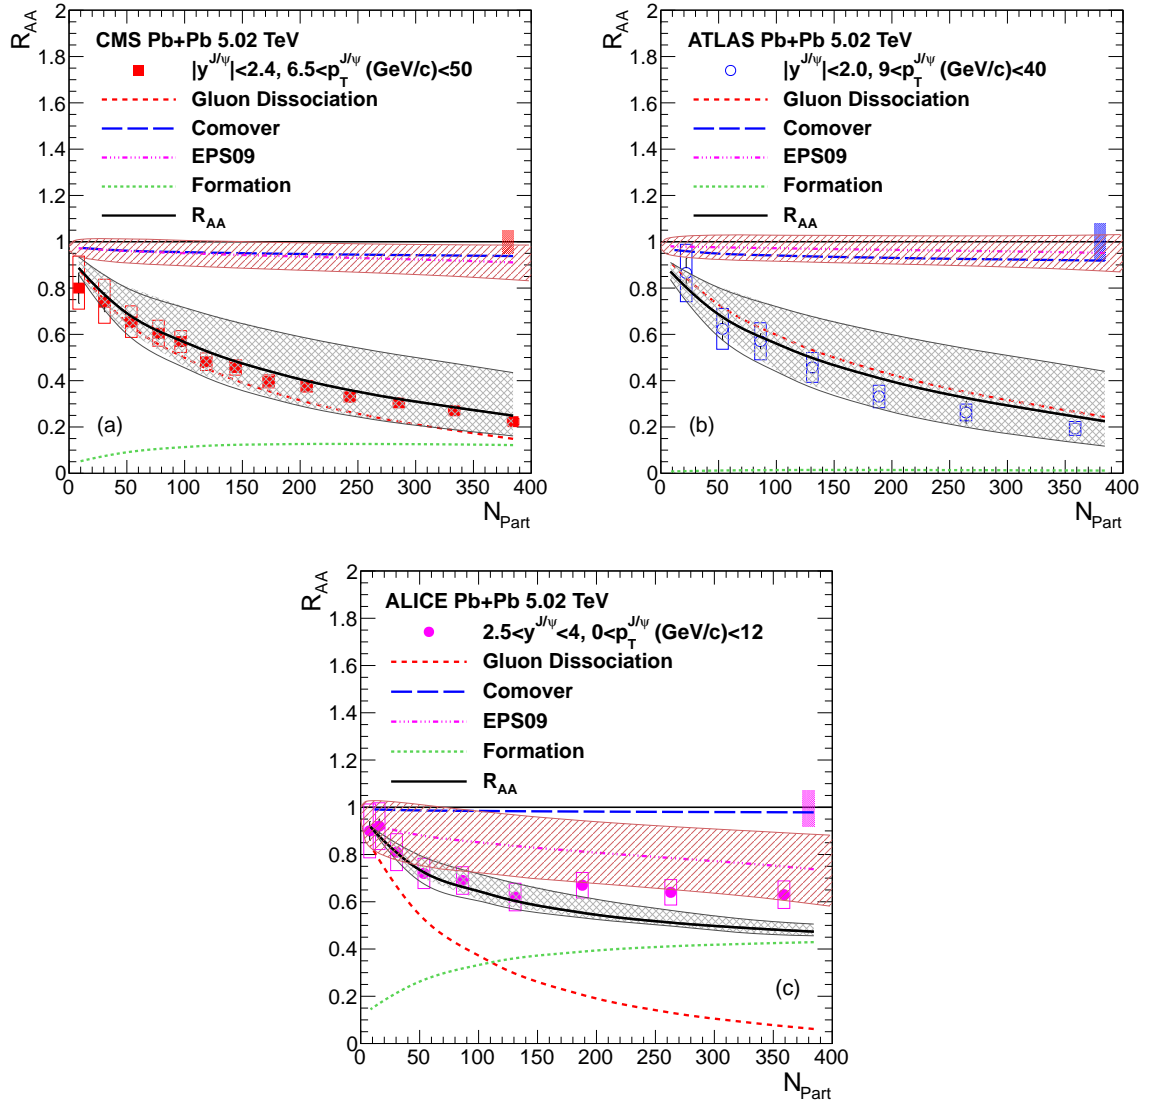 R_AA
2
1.8
1.6
1.4
1.2
1
0.8
0.6
0.4
0.2
0
CMS Pb+Pb 5.02 TeV
|y^{J/ψ}|<2.4, 6.5<p_T^{J/ψ} (GeV/c)<50
Gluon Dissociation
Comover
EPS09
Formation
R_AA
(a)
0 50 100 150 200 250 300 350 400
N_Part
R_AA
2
1.8
1.6
1.4
1.2
1
0.8
0.6
0.4
0.2
0
ATLAS Pb+Pb 5.02 TeV
|y^{J/ψ}|<2.0, 9<p_T^{J/ψ} (GeV/c)<40
Gluon Dissociation
Comover
EPS09
Formation
R_AA
(b)
0 50 100 150 200 250 300 350 400
N_Part
R_AA
2
1.8
1.6
1.4
1.2
1
0.8
0.6
0.4
0.2
0
ALICE Pb+Pb 5.02 TeV
2.5<y^{J/ψ}<4, 0<p_T^{J/ψ} (GeV/c)<12
Gluon Dissociation
Comover
EPS09
Formation
R_AA
(c)
0 50 100 150 200 250 300 350 400
N_Part